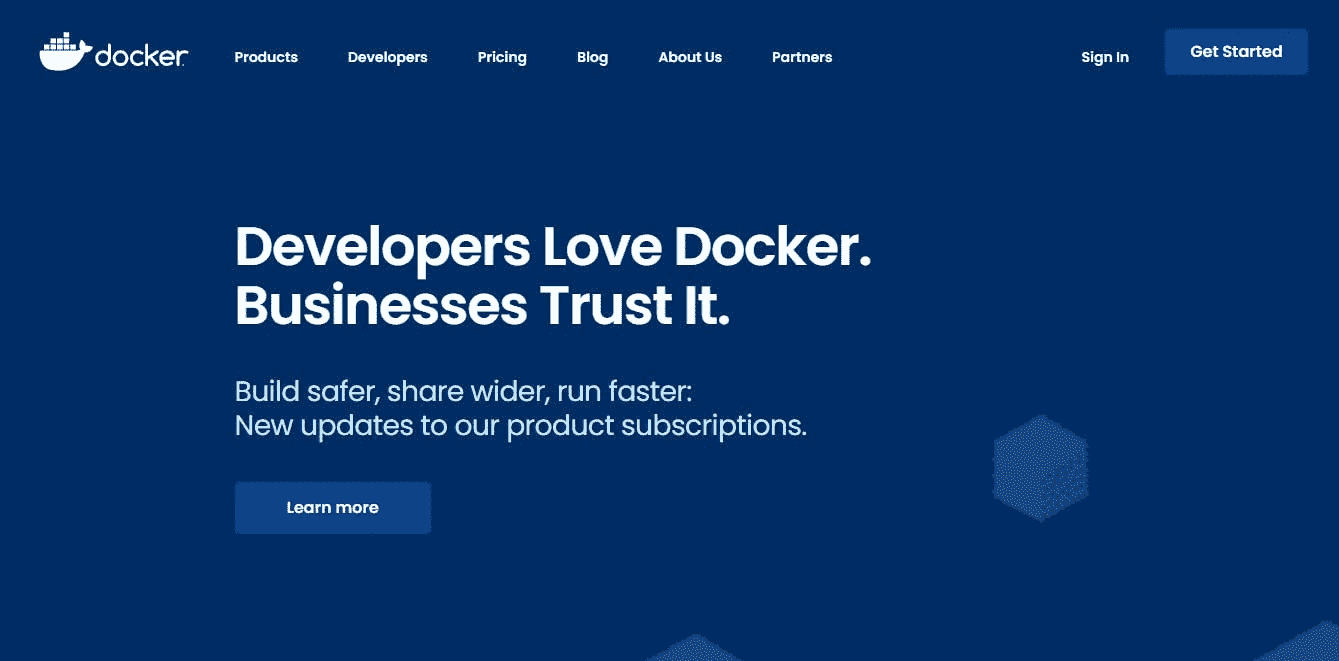 docker
Products
Developers
Pricing
Blog
About Us
Partners
Sign In
Get Started
Developers Love Docker.
Businesses Trust It.
Build safer, share wider, run faster:
New updates to our product subscriptions.
Learn more